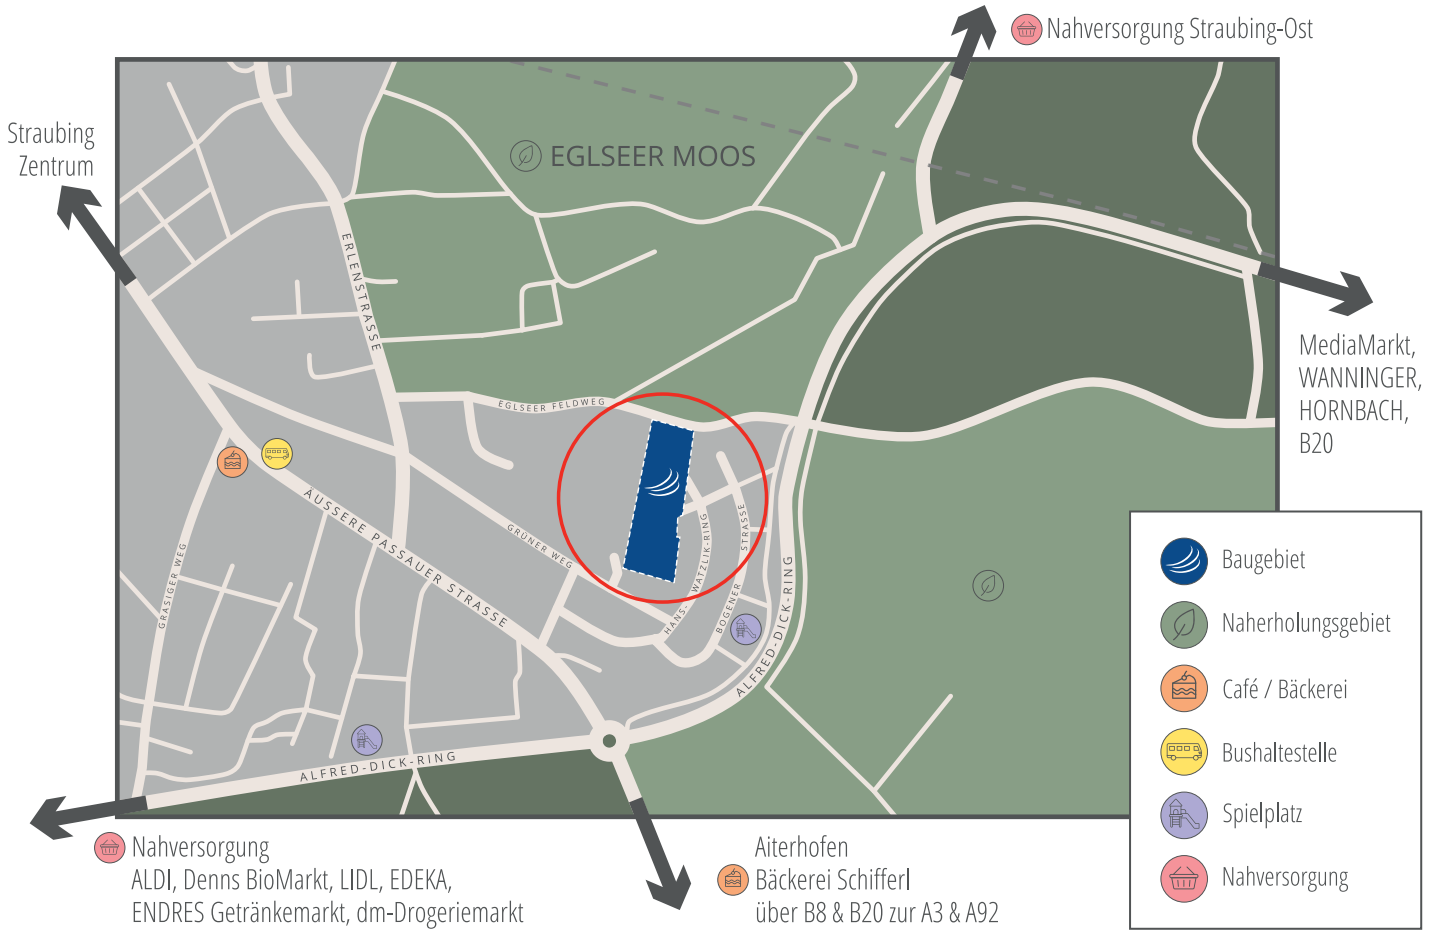 Nahversorgung Straubing-Ost
Straubing
Zentrum
EGLSEER MOOS
ERLENSTRASSE
MediaMarkt,
WANNINGER,
HORNBACH,
B20
EGLSEER FELDWEG
ÄUSSERE PASSAUER STRASSE
GRÜNER WEG
HANS-WATZLIK-RING
BOGENER STRASSE
GRASIGER WEG
ALFRED-DICK-RING
ALFRED-DICK-RING
Baugebiet
Naherholungsgebiet
Café / Bäckerei
Bushaltestelle
Spielplatz
Nahversorgung
Nahversorgung
ALDI, Denns BioMarkt, LIDL, EDEKA,
ENDRES Getränkemarkt, dm-Drogeriemarkt
Aiterhofen
Bäckerei Schifferl
über B8 & B20 zur A3 & A92